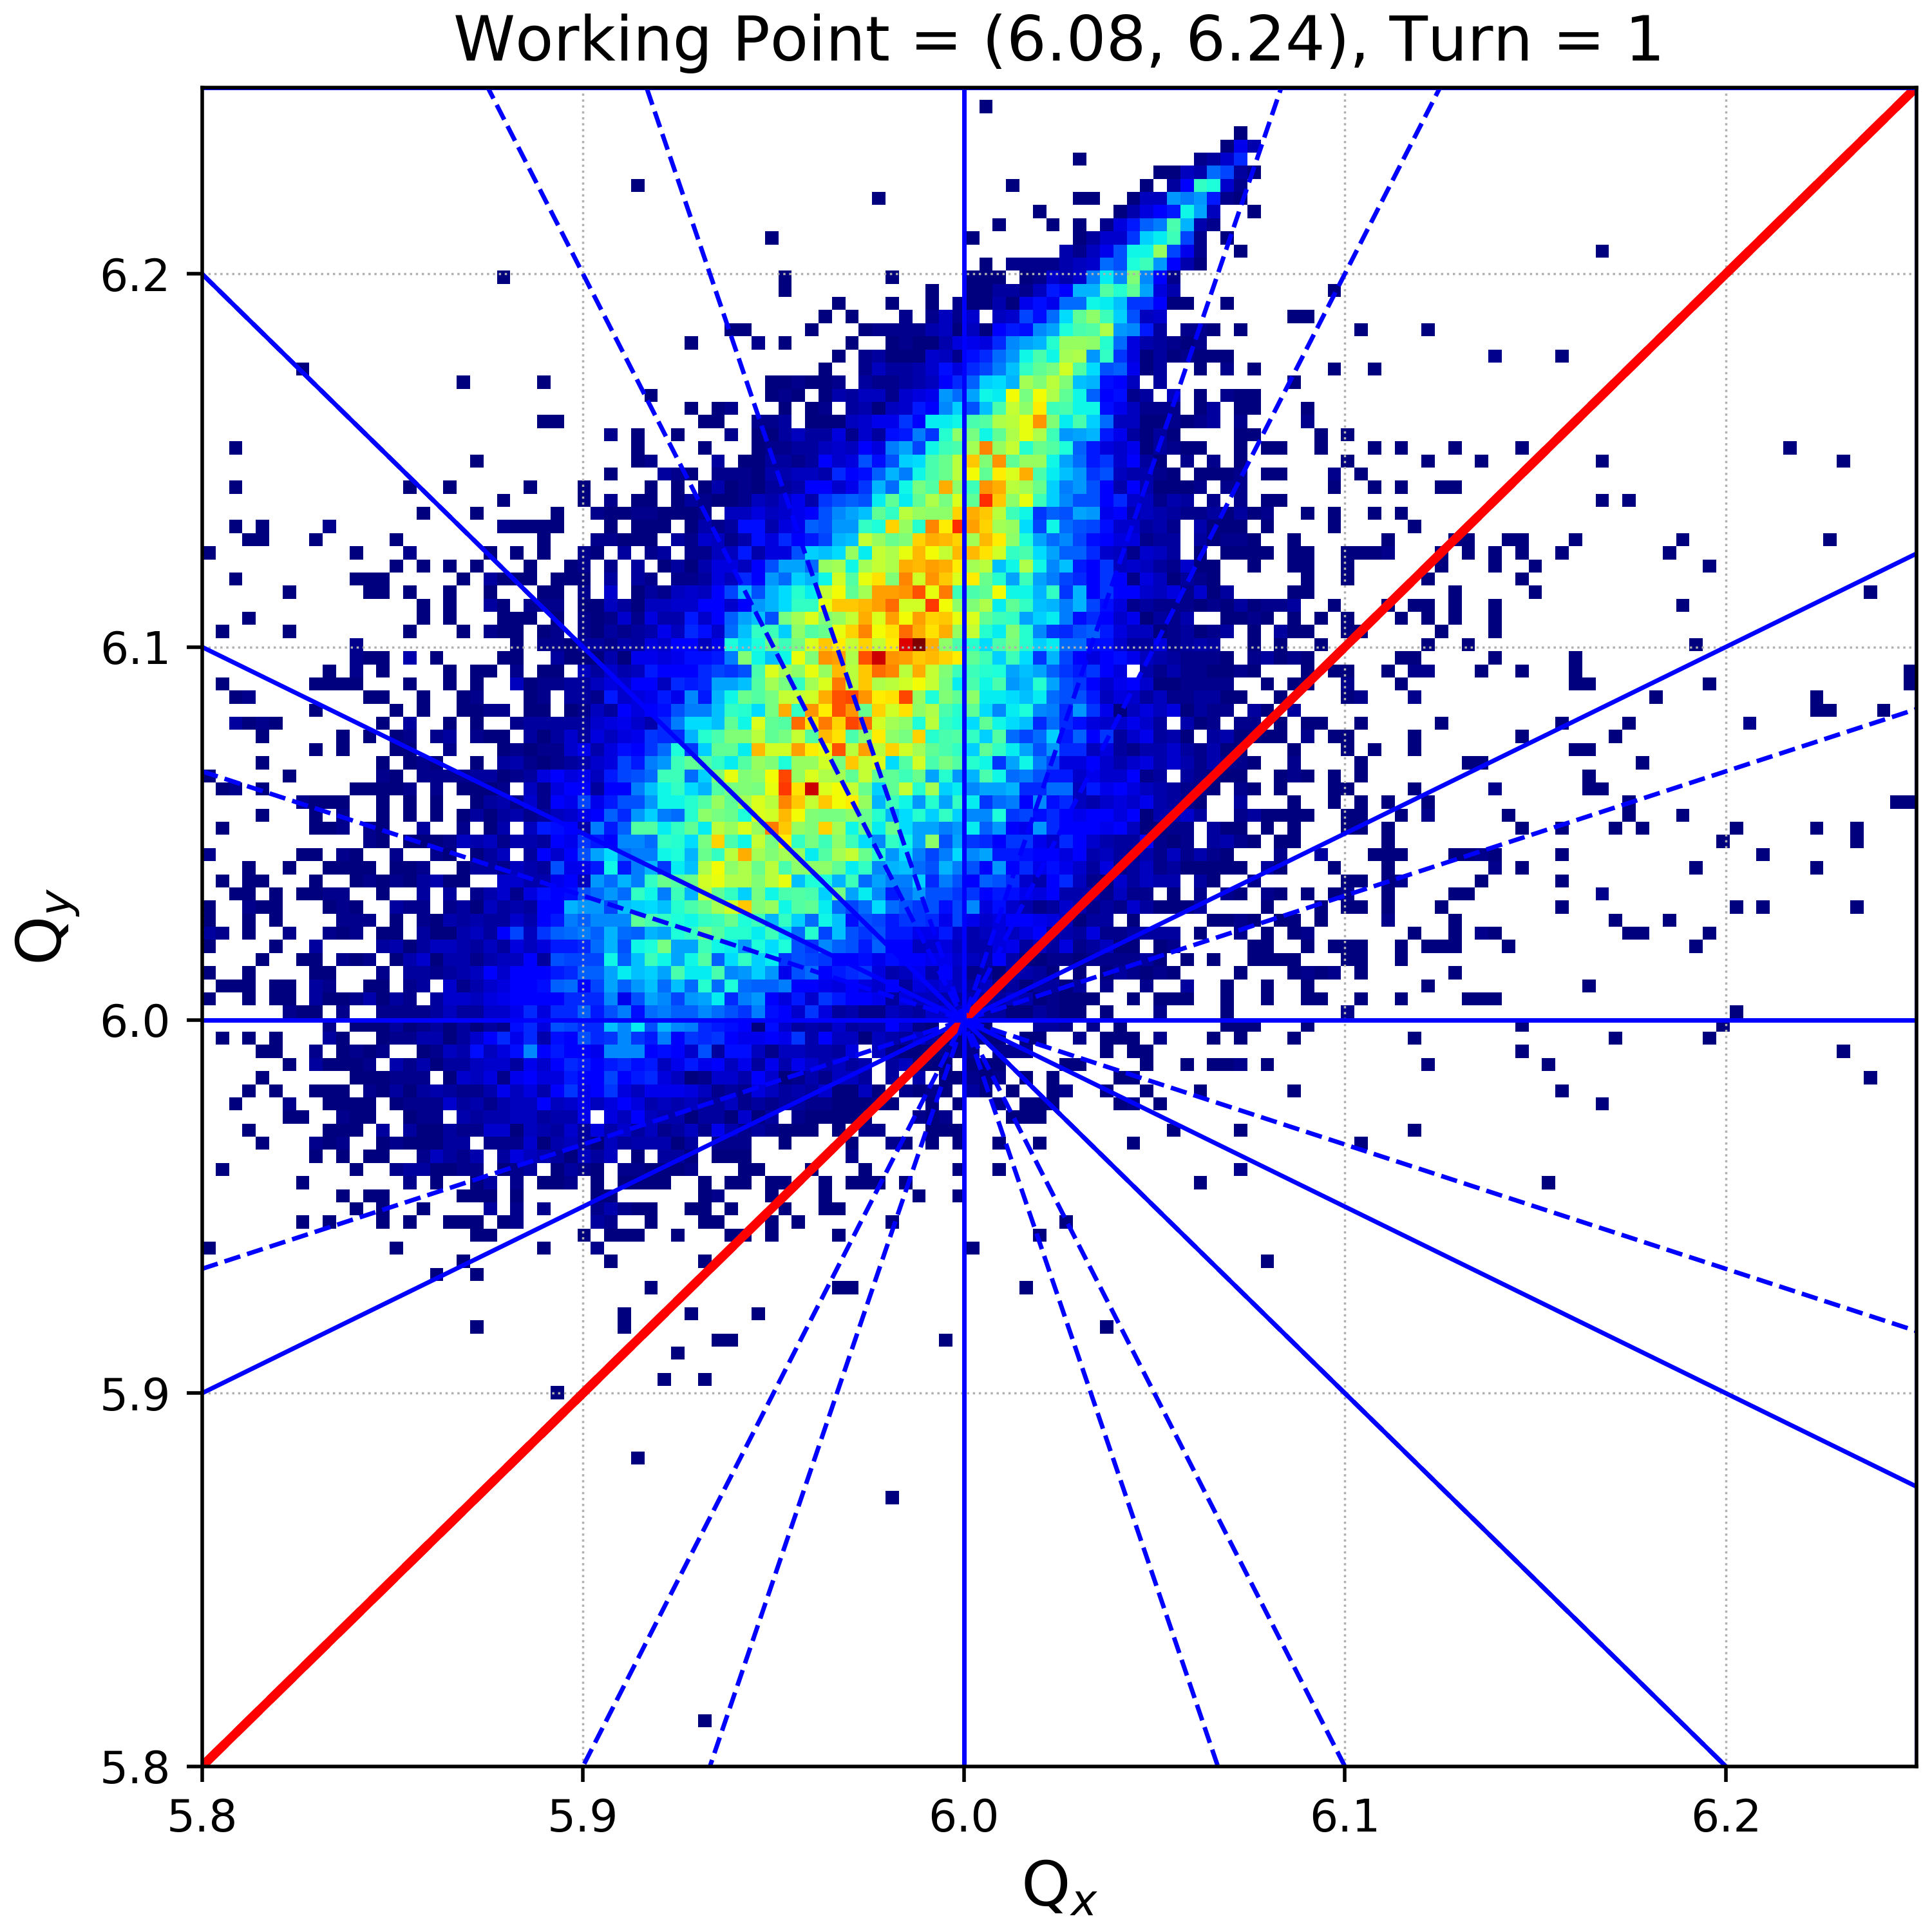 Working Point = (6.08, 6.24), Turn = 1
6.2
6.1
6.0
5.9
5.8
Qy
5.8 5.9 6.0 6.1 6.2
Qx